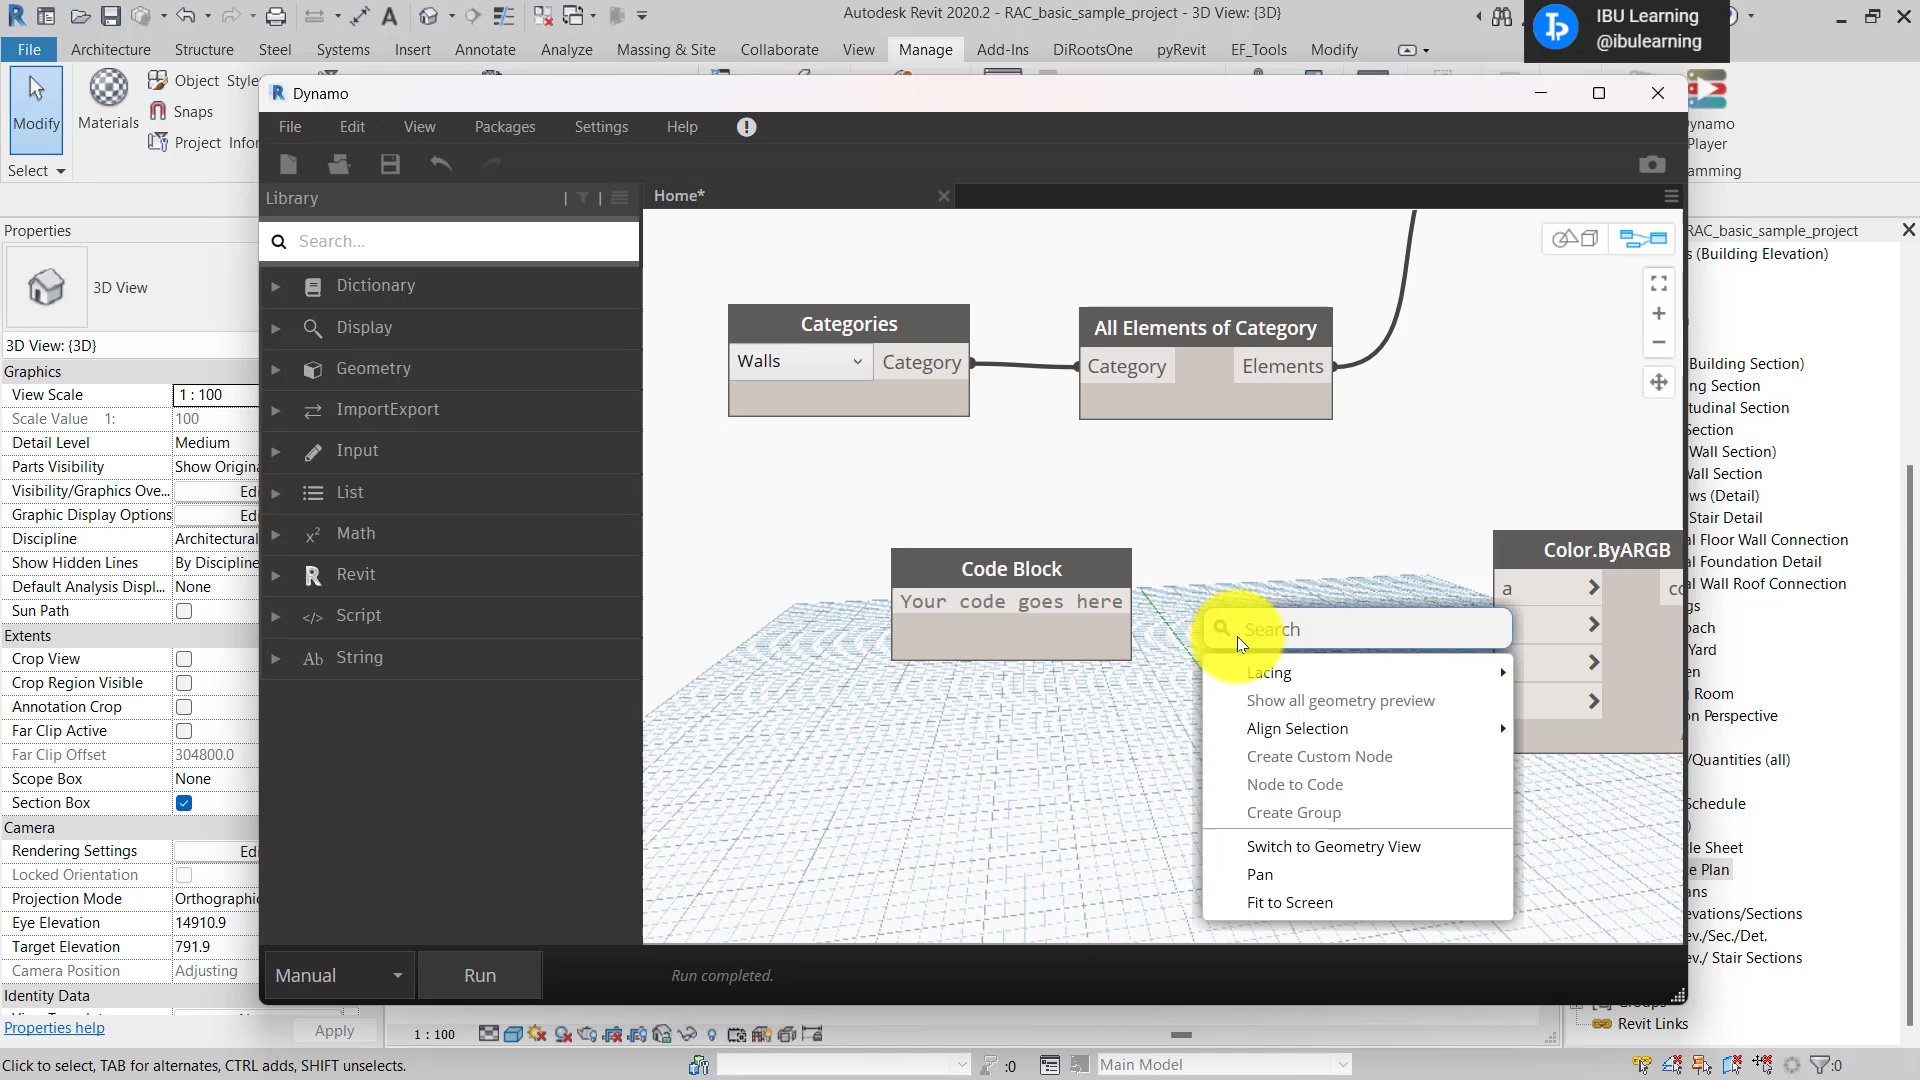 Autodesk Revit 2020.2 - RAC_basic_sample_project - 3D View: {3D}
IBU Learning
@ibulearning
File
Architecture
Structure
Steel
Systems
Insert
Annotate
Analyze
Massing & Site
Collaborate
View
Manage
Add-Ins
DiRootsOne
pyRevit
EF_Tools
Modify
Modify
Select
Materials
Object Style
Snaps
Project Infor
ynamo
Player
amming
Dynamo
File
Edit
View
Packages
Settings
Help
Library
Search...
Dictionary
Display
Geometry
ImportExport
Input
List
Math
Revit
Script
String
Home*
Categories
Walls
Category
All Elements of Category
Category
Elements
Code Block
Your code goes here
Color.ByARGB
a
Search
Lacing
Show all geometry preview
Align Selection
Create Custom Node
Node to Code
Create Group
Switch to Geometry View
Pan
Fit to Screen
Manual
Run
Run completed.
Properties
3D View
3D View: {3D}
Graphics
View Scale 1 : 100
Scale Value 1: 100
Detail Level Medium
Parts Visibility Show Origina
Visibility/Graphics Ove... Edi
Graphic Display Options Edi
Discipline Architectural
Show Hidden Lines By Discipline
Default Analysis Displ... None
Sun Path
Extents
Crop View
Crop Region Visible
Annotation Crop
Far Clip Active
Far Clip Offset 304800.0
Scope Box None
Section Box
Camera
Rendering Settings Edi
Locked Orientation
Projection Mode Orthographic
Eye Elevation 14910.9
Target Elevation 791.9
Camera Position Adjusting
Identity Data
Properties help
Apply
RAC_basic_sample_project
s (Building Elevation)
Building Section)
ng Section
tudinal Section
Section
Wall Section)
Vall Section
ws (Detail)
Stair Detail
al Floor Wall Connection
al Foundation Detail
al Wall Roof Connection
gs
oach
Yard
en
Room
on Perspective
/Quantities (all)
Schedule
le Sheet
e Plan
ans
evations/Sections
ev./Sec./Det.
ev./ Stair Sections
Revit Links
1 : 100
Click to select, TAB for alternates, CTRL adds, SHIFT unselects.
:0
Main Model
:0